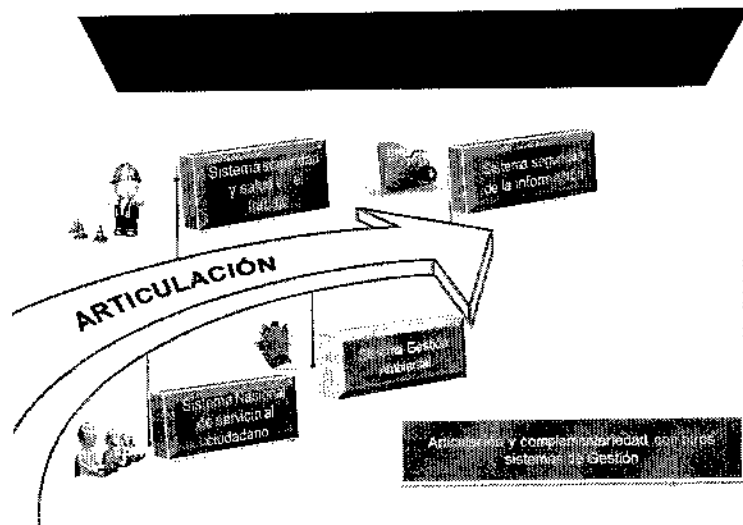 Sistema seguridad
y salud en el
trabajo
Sistema seguridad
de la información
ARTICULACIÓN
Sistema Gestión
Ambiental
Sistema Nacional
de servicio al
ciudadano
Articulación y complementariedad con otros
sistemas de Gestión